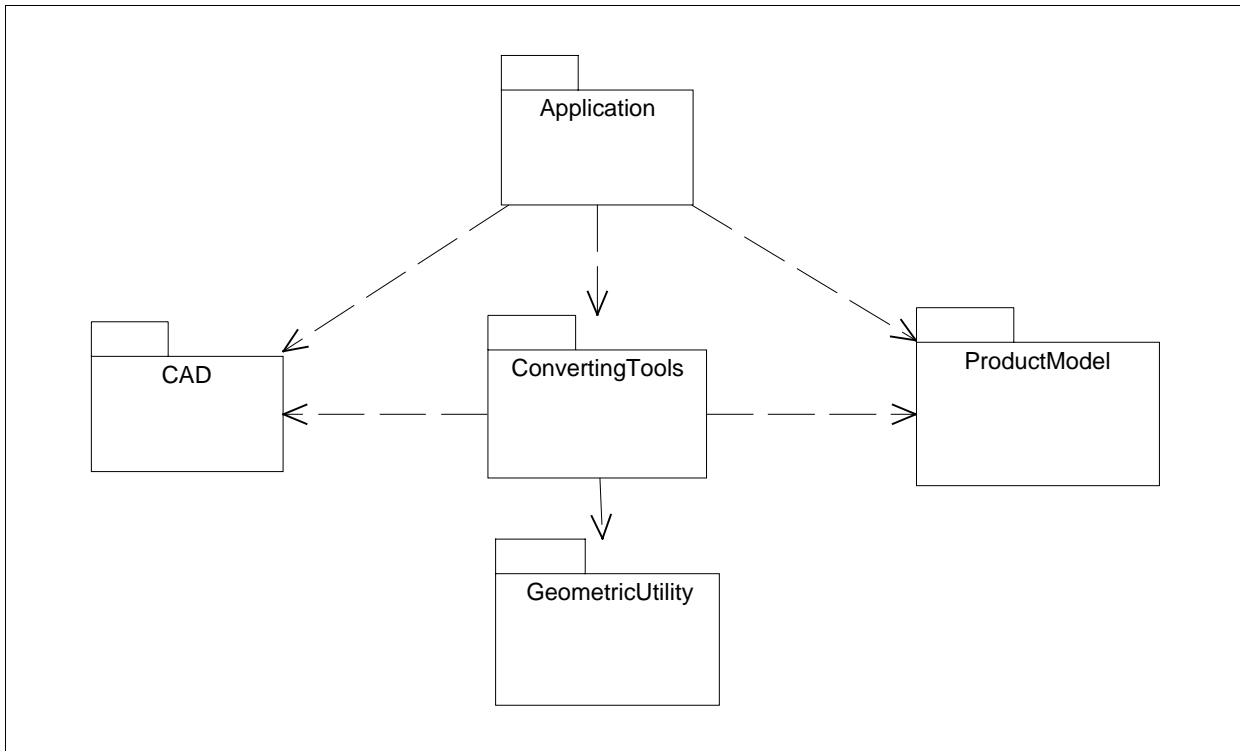 Application
CAD
ConvertingTools
ProductModel
GeometricUtility